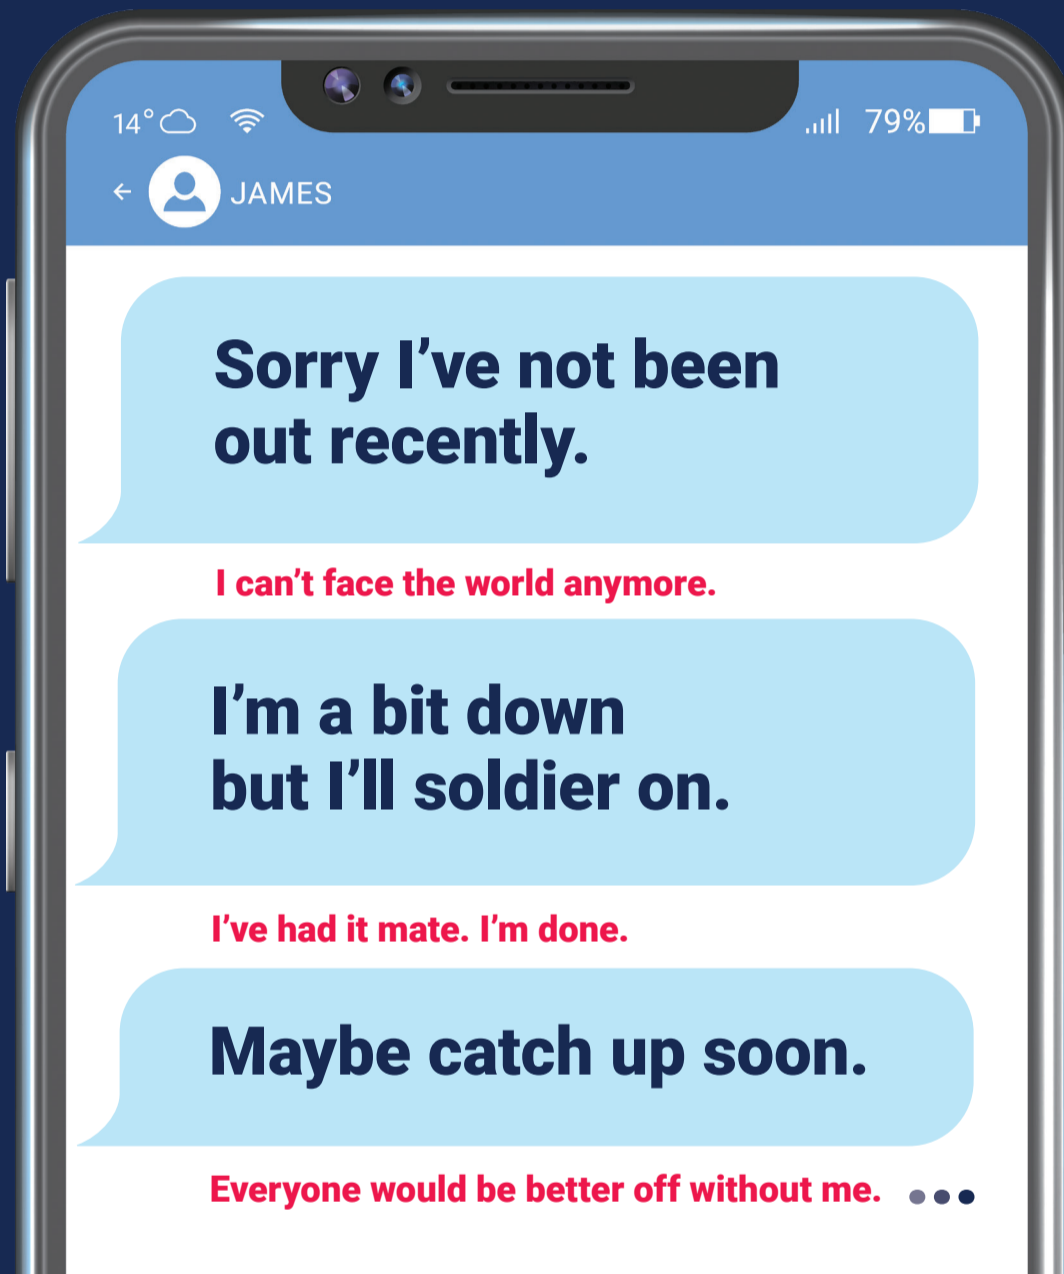 14°
79%
JAMES
Sorry I’ve not been
out recently.
I can’t face the world anymore.
I’m a bit down
but I’ll soldier on.
I’ve had it mate. I’m done.
Maybe catch up soon.
Everyone would be better off without me.